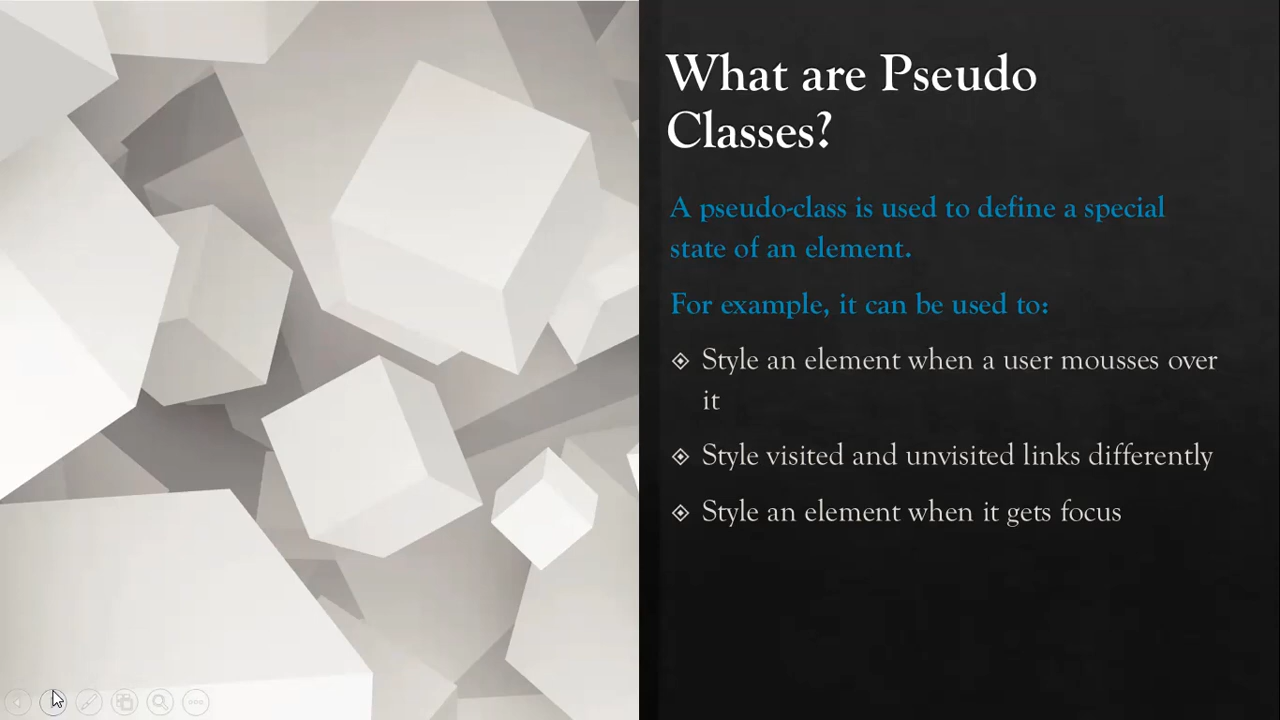 What are Pseudo
Classes?
A pseudo-class is used to define a special
state of an element.
For example, it can be used to:
Style an element when a user mousses over
it
Style visited and unvisited links differently
Style an element when it gets focus